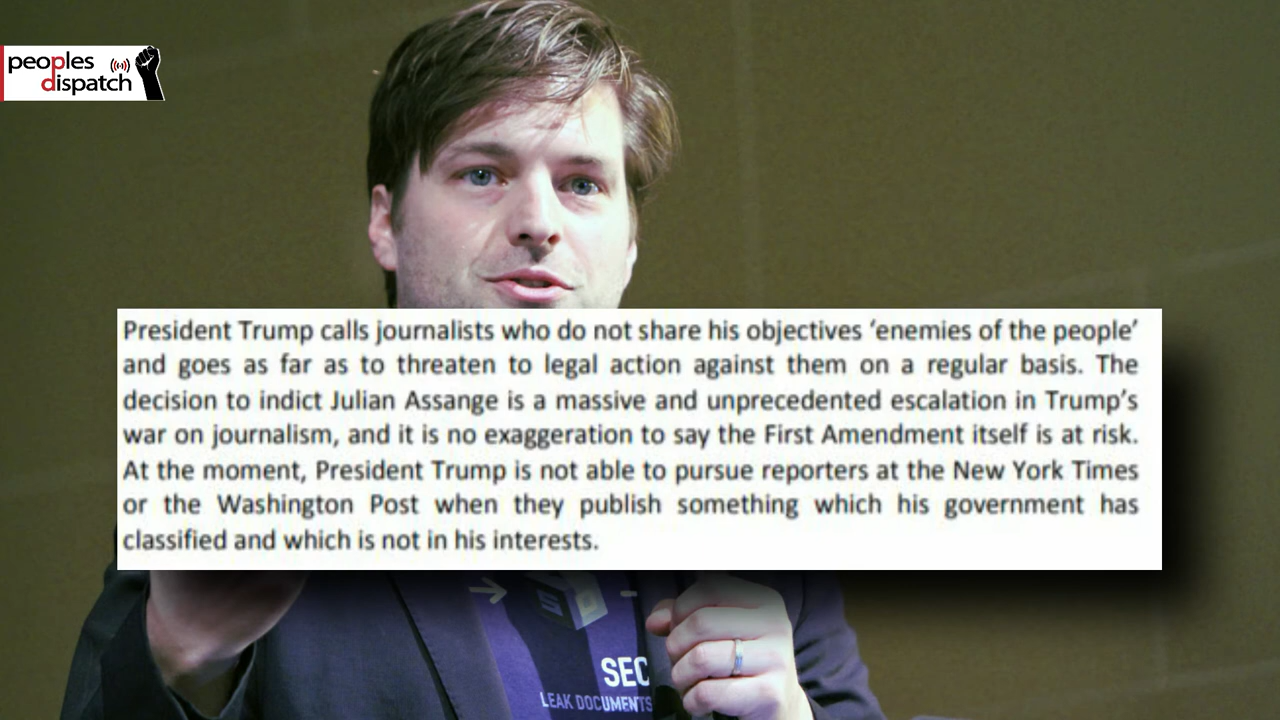 peoples
dispatch
President Trump calls journalists who do not share his objectives ‘enemies of the people’
and goes as far as to threaten to legal action against them on a regular basis. The
decision to indict Julian Assange is a massive and unprecedented escalation in Trump’s
war on journalism, and it is no exaggeration to say the First Amendment itself is at risk.
At the moment, President Trump is not able to pursue reporters at the New York Times
or the Washington Post when they publish something which his government has
classified and which is not in his interests.
SEC
LEAK DOCUMENTS